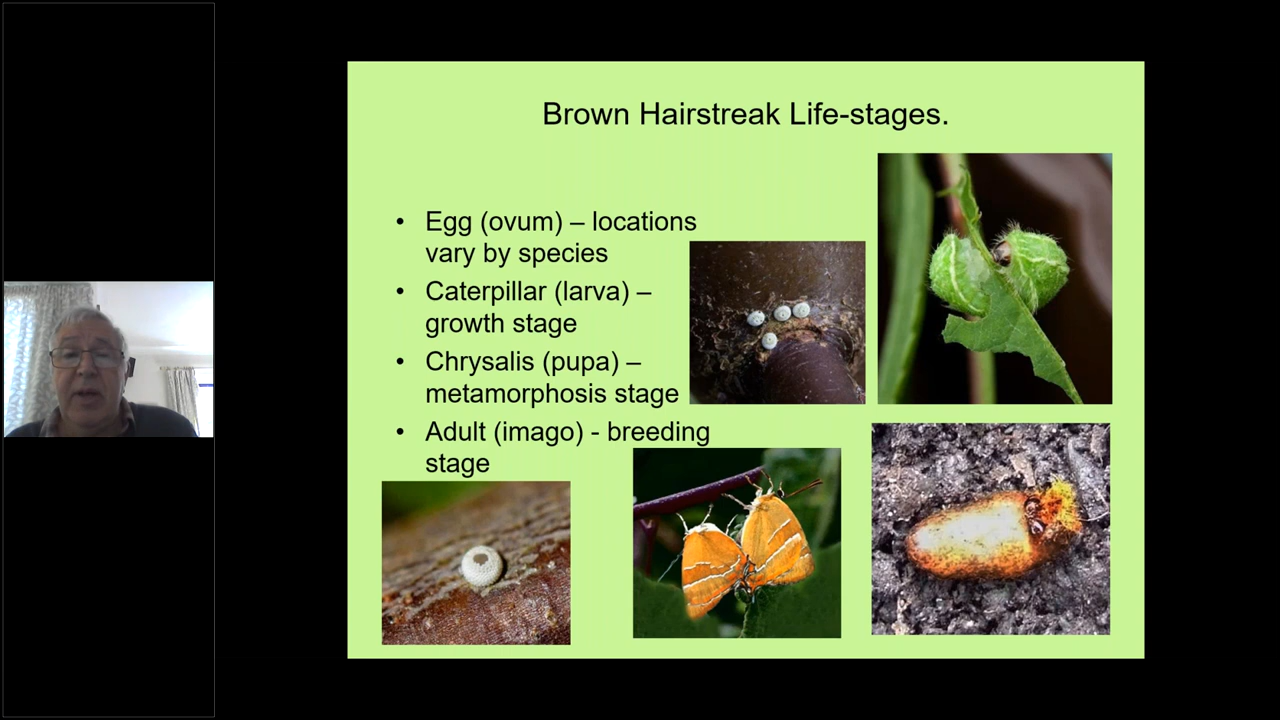 Brown Hairstreak Life-stages.
• Egg (ovum) – locations
vary by species
• Caterpillar (larva) –
growth stage
• Chrysalis (pupa) –
metamorphosis stage
• Adult (imago) - breeding
stage